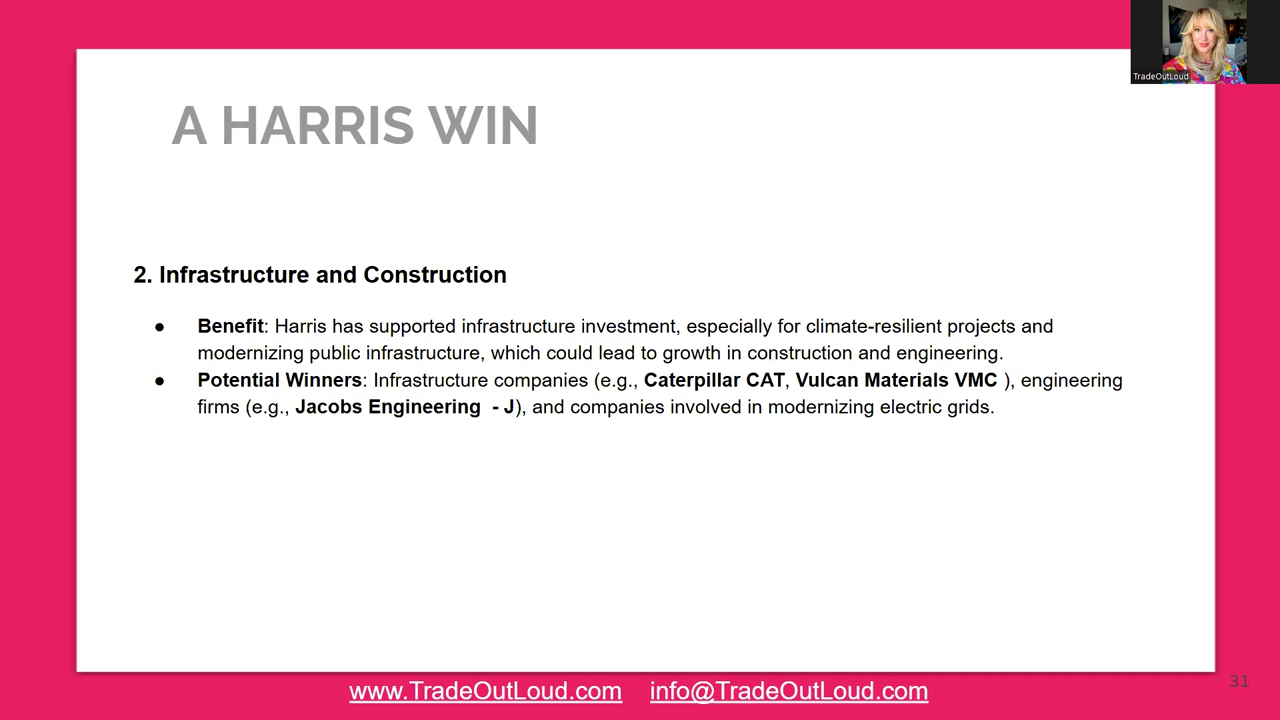 TradeOutLoud
A HARRIS WIN
2. Infrastructure and Construction
● Benefit: Harris has supported infrastructure investment, especially for climate-resilient projects and
modernizing public infrastructure, which could lead to growth in construction and engineering.
● Potential Winners: Infrastructure companies (e.g., Caterpillar CAT, Vulcan Materials VMC ), engineering
firms (e.g., Jacobs Engineering  - J), and companies involved in modernizing electric grids.
www.TradeOutLoud.com info@TradeOutLoud.com
31